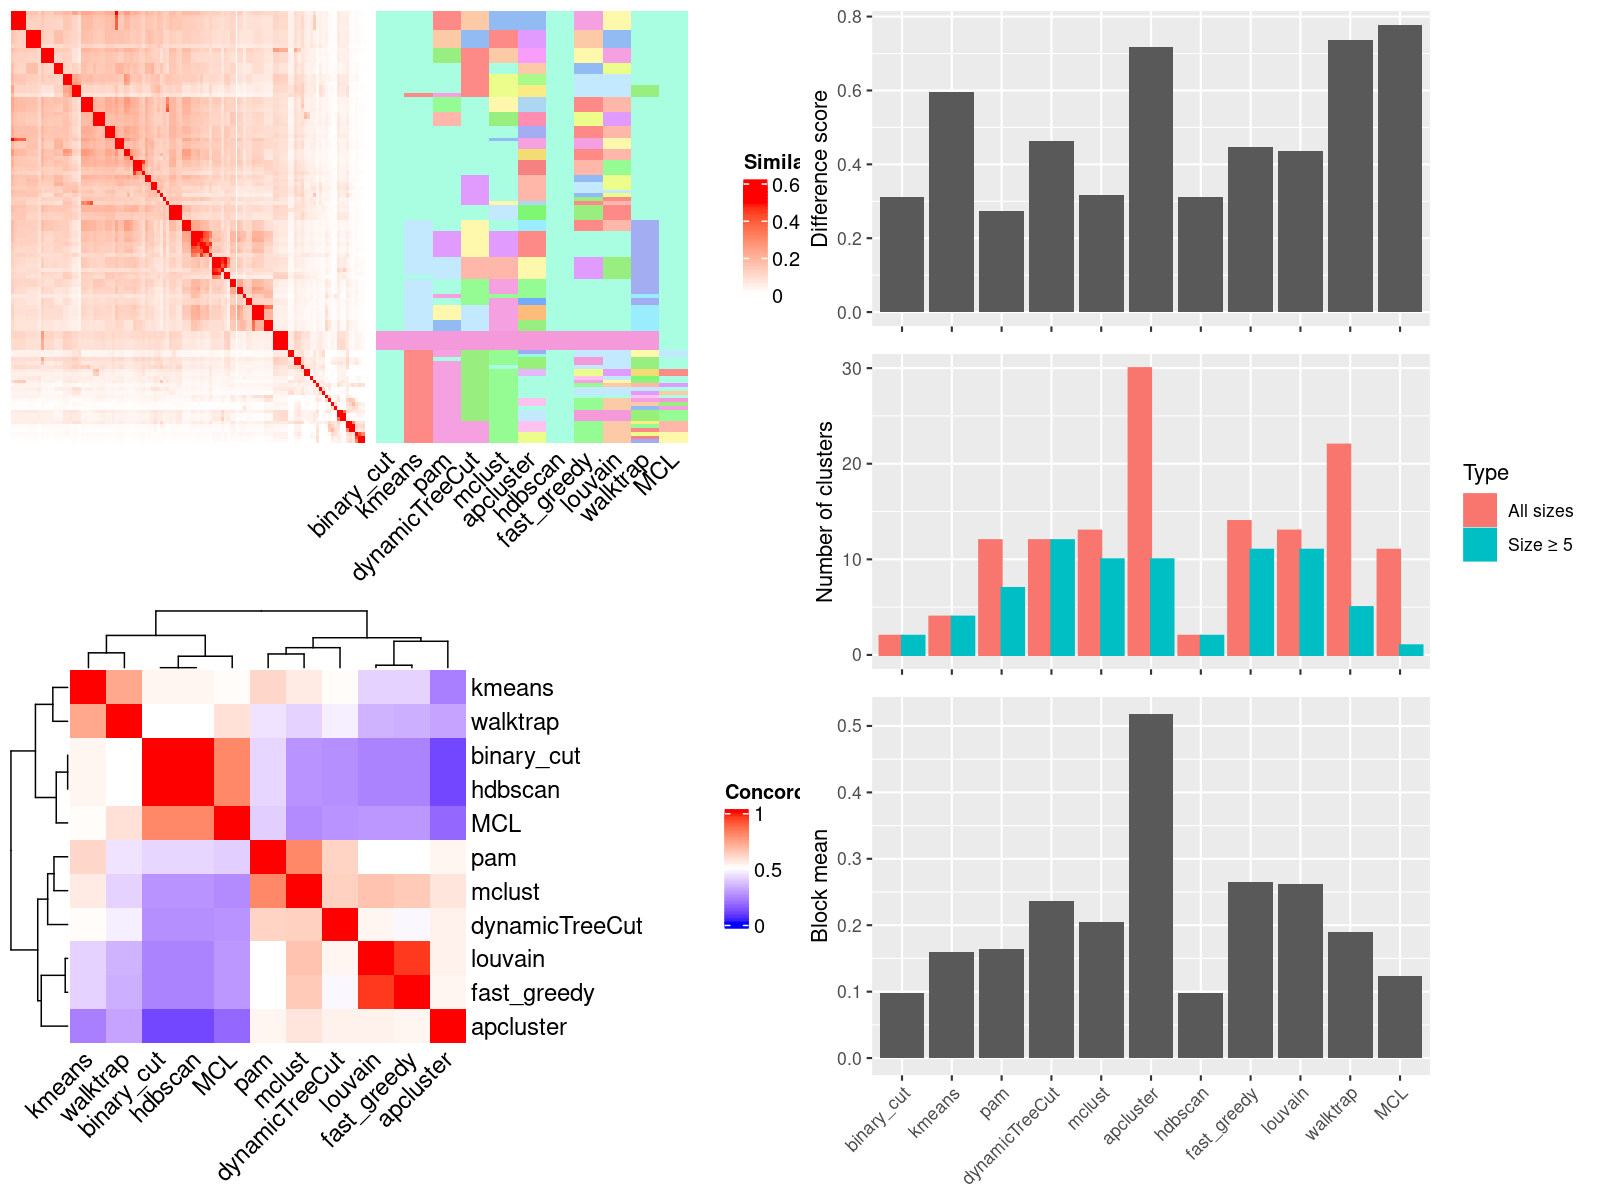 Simila
0.6
0.4
0.2
0
binary_cut
kmeans
pam
dynamicTreeCut
mclust
apcluster
hdbscan
fast_greedy
louvain
walktrap
MCL
kmeans
walktrap
binary_cut
hdbscan
MCL
pam
mclust
dynamicTreeCut
louvain
fast_greedy
apcluster
kmeans
walktrap
binary_cut
hdbscan
MCL
pam
mclust
dynamicTreeCut
louvain
fast_greedy
apcluster
Concord
1
0.5
0
Difference score
0.8
0.6
0.4
0.2
0.0
Number of clusters
30
20
10
0
Type
All sizes
Size ≥ 5
Block mean
0.5
0.4
0.3
0.2
0.1
0.0
binary_cut
kmeans
pam
dynamicTreeCut
mclust
apcluster
hdbscan
fast_greedy
louvain
walktrap
MCL